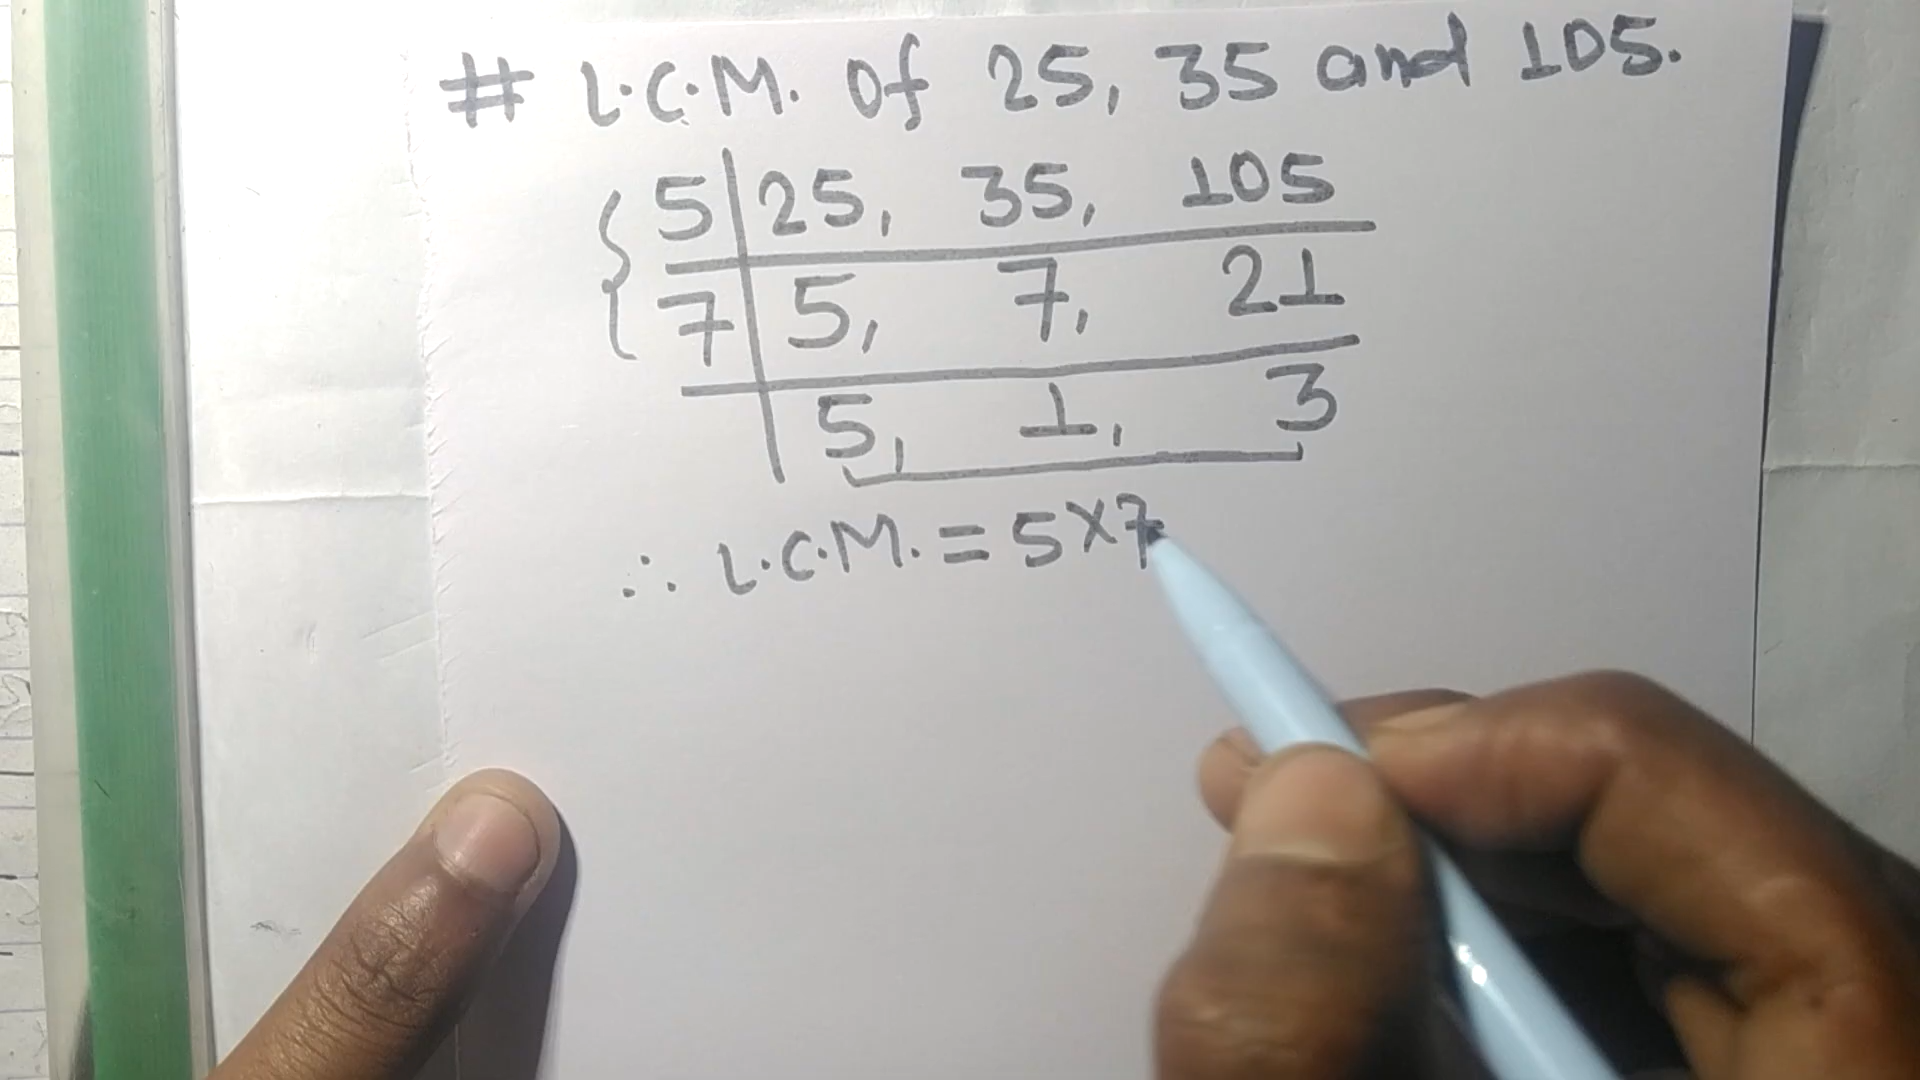 # L.C.M. of 25, 35 and 105.
5 | 25, 35, 105
7 | 5, 7, 21
5, 1, 3
∴ L.C.M. = 5×7